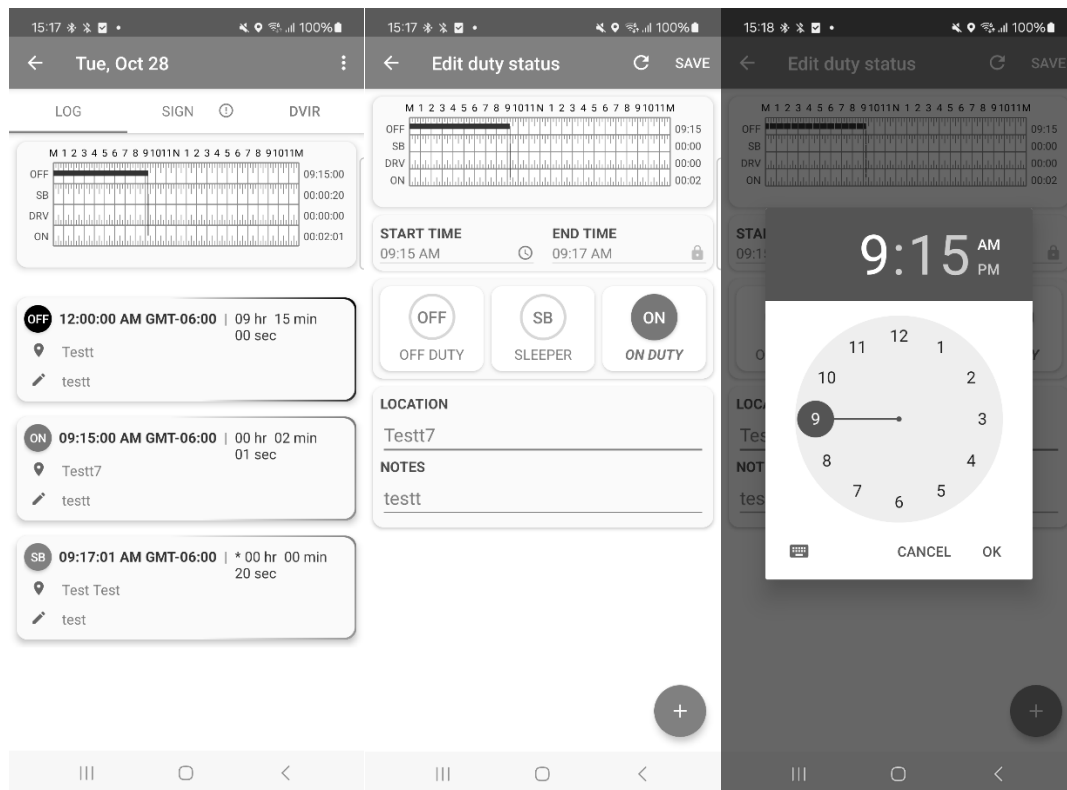 15:17 100%
Tue, Oct 28
LOG SIGN DVIR
M 1 2 3 4 5 6 7 8 9 10 11 N 1 2 3 4 5 6 7 8 9 10 11 M
OFF 09:15:00
SB 00:00:20
DRV 00:00:00
ON 00:02:01
OFF 12:00:00 AM GMT-06:00 | 09 hr 15 min
00 sec
Testt
testt
ON 09:15:00 AM GMT-06:00 | 00 hr 02 min
01 sec
Testt7
testt
SB 09:17:01 AM GMT-06:00 | * 00 hr 00 min
20 sec
Test Test
test
15:17 100%
Edit duty status SAVE
M 1 2 3 4 5 6 7 8 9 10 11 N 1 2 3 4 5 6 7 8 9 10 11 M
OFF 09:15
SB 00:00
DRV 00:00
ON 00:02
START TIME END TIME
09:15 AM 09:17 AM
OFF SB ON
OFF DUTY SLEEPER ON DUTY
LOCATION
Testt7
NOTES
testt
+
15:18 100%
Edit duty status SAVE
M 1 2 3 4 5 6 7 8 9 10 11 N 1 2 3 4 5 6 7 8 9 10 11 M
OFF 09:15
SB 00:00
DRV 00:00
ON 00:02
STA
09:1
9:15 AM
PM
12
11 1
10 2
9 3
8 4
7 5
6
O Y
LOC
Tes
NOT
tes
CANCEL OK
+